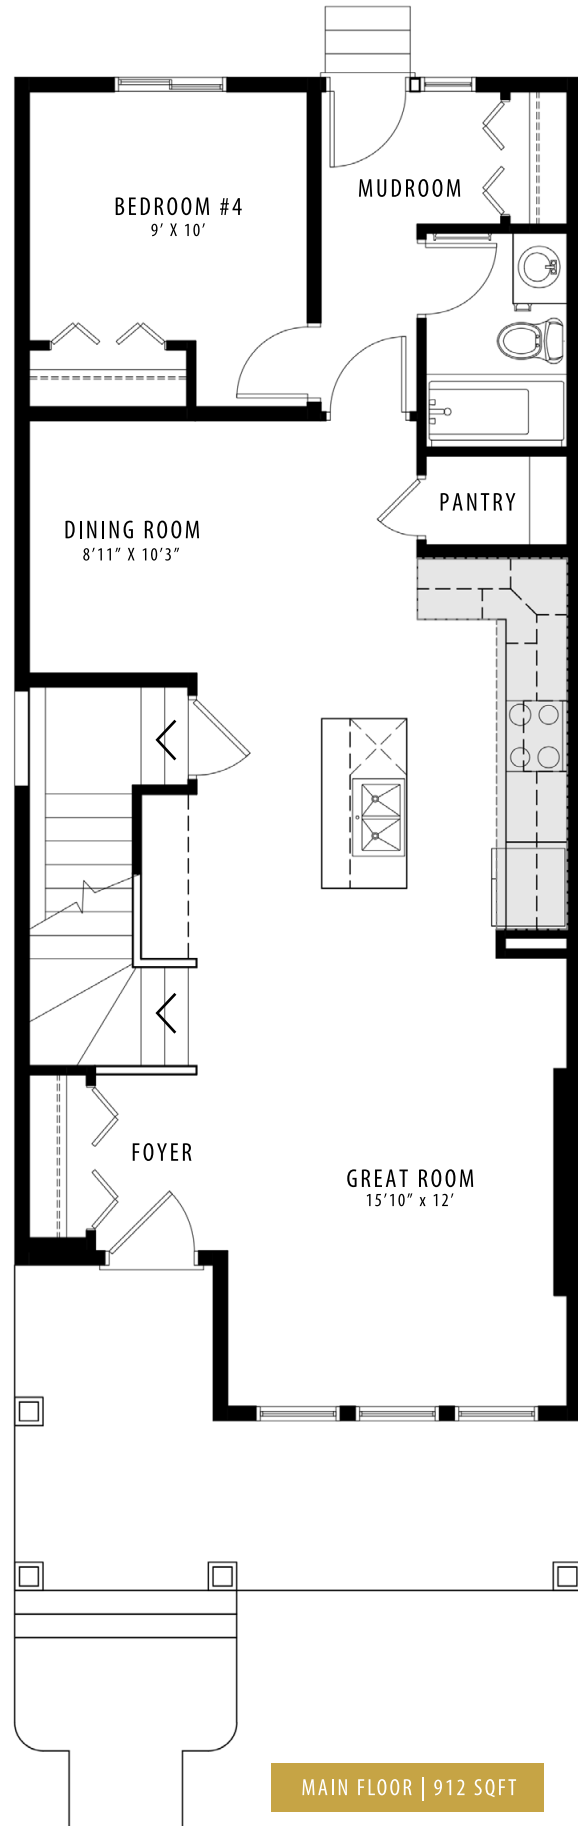 MUDROOM
BEDROOM #4
9’ X 10’
PANTRY
DINING ROOM
8’11” X 10’3”
FOYER
GREAT ROOM
15’10” x 12’
MAIN FLOOR | 912 SQFT